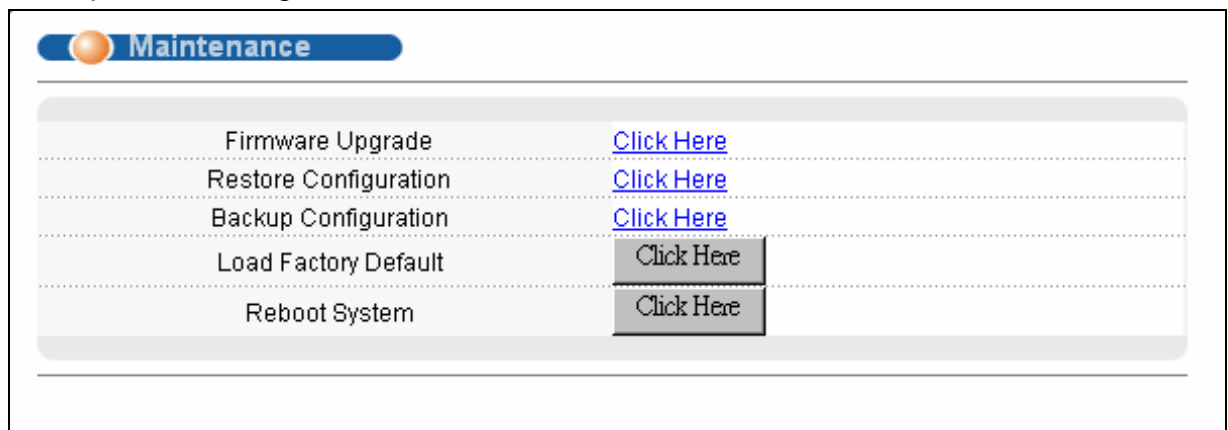 Maintenance
Firmware Upgrade Click Here
Restore Configuration Click Here
Backup Configuration Click Here
Load Factory Default Click Here
Reboot System Click Here